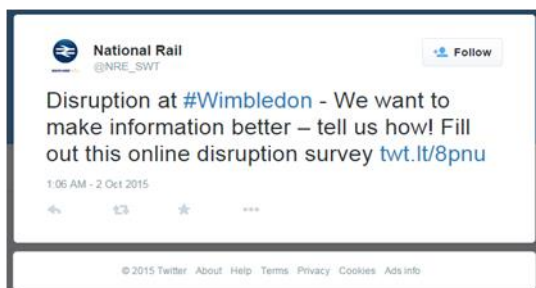 National Rail
@NRE_SWT
Follow
Disruption at #Wimbledon - We want to
make information better – tell us how! Fill
out this online disruption survey twt.lt/8pnu
1:06 AM - 2 Oct 2015
© 2015 Twitter About Help Terms Privacy Cookies Ads info